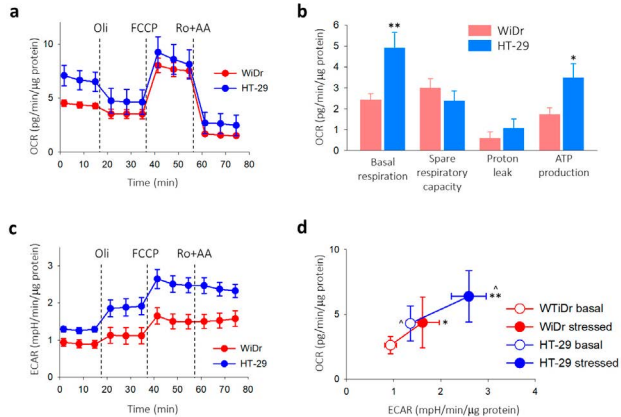 a
Oli FCCP Ro+AA
OCR (pg/min/µg protein)
10
5
0
0 10 20 30 40 50 60 70 80
Time (min)
WiDr
HT-29
b
WiDr
HT-29
OCR (pg/min/µg protein)
6
5
4
3
2
1
0
**
*
Basal
respiration
Spare
respiratory
capacity
Proton
leak
ATP
production
c
Oli FCCP Ro+AA
ECAR (mpH/min/µg protein)
3
2
1
0
0 10 20 30 40 50 60 70 80
Time (min)
HT-29
WiDr
d
OCR (pg/min/µg protein)
10
5
0
0 1 2 3 4
ECAR (mpH/min/µg protein)
^
^
**
*
WTiDr basal
WiDr stressed
HT-29 basal
HT-29 stressed